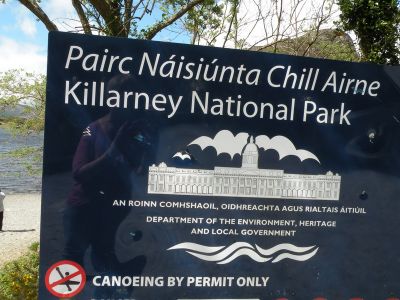 Pairc Náisiúnta Chill Airne
Killarney National Park
AN ROINN COMHSHAOIL, OIDHREACHTA AGUS RIALTAIS ÁITIÚIL
DEPARTMENT OF THE ENVIRONMENT, HERITAGE
AND LOCAL GOVERNMENT
CANOEING BY PERMIT ONLY